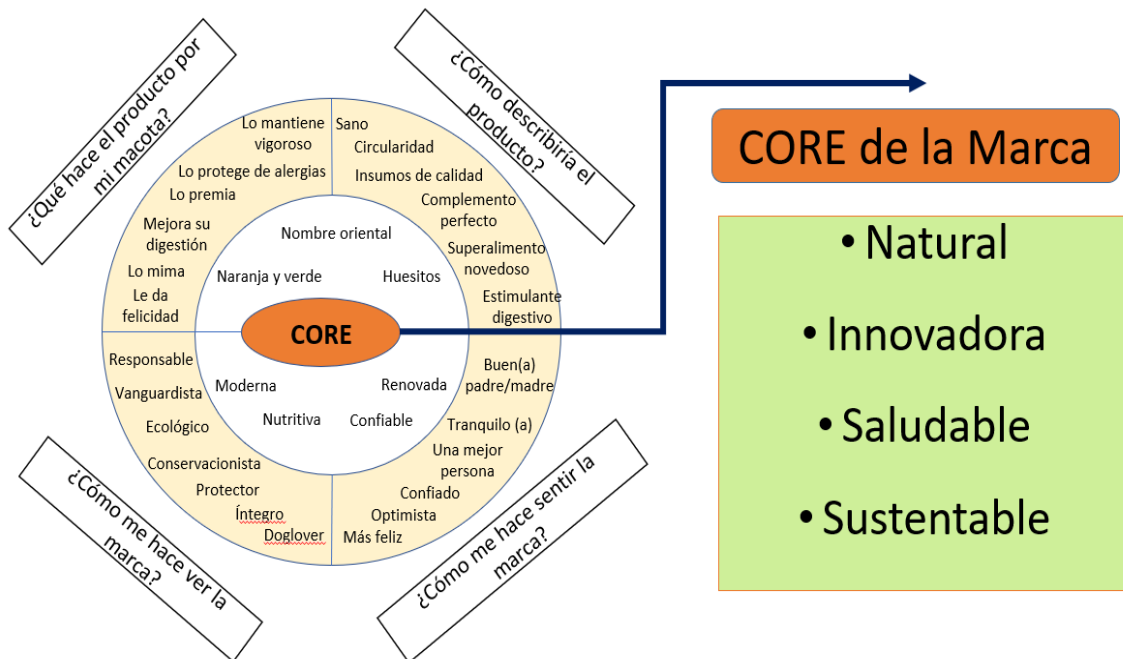 ¿Qué hace el producto por
mi macota?
¿Cómo describiría el
producto?
Lo mantiene
vigoroso
Lo protege de alergias
Lo premia
Mejora su
digestión
Lo mima
Le da
felicidad
Sano
Circularidad
Insumos de calidad
Complemento
perfecto
Superalimento
novedoso
Estimulante
digestivo
Nombre oriental
Naranja y verde
Huesitos
CORE
Moderna
Renovada
Nutritiva
Confiable
Responsable
Vanguardista
Ecológico
Conservacionista
Protector
Íntegro
Doglover
Buen(a)
padre/madre
Tranquilo (a)
Una mejor
persona
Confiado
Optimista
Más feliz
¿Cómo me hace ver la
marca?
¿Cómo me hace sentir la
marca?
CORE de la Marca
• Natural
• Innovadora
• Saludable
• Sustentable